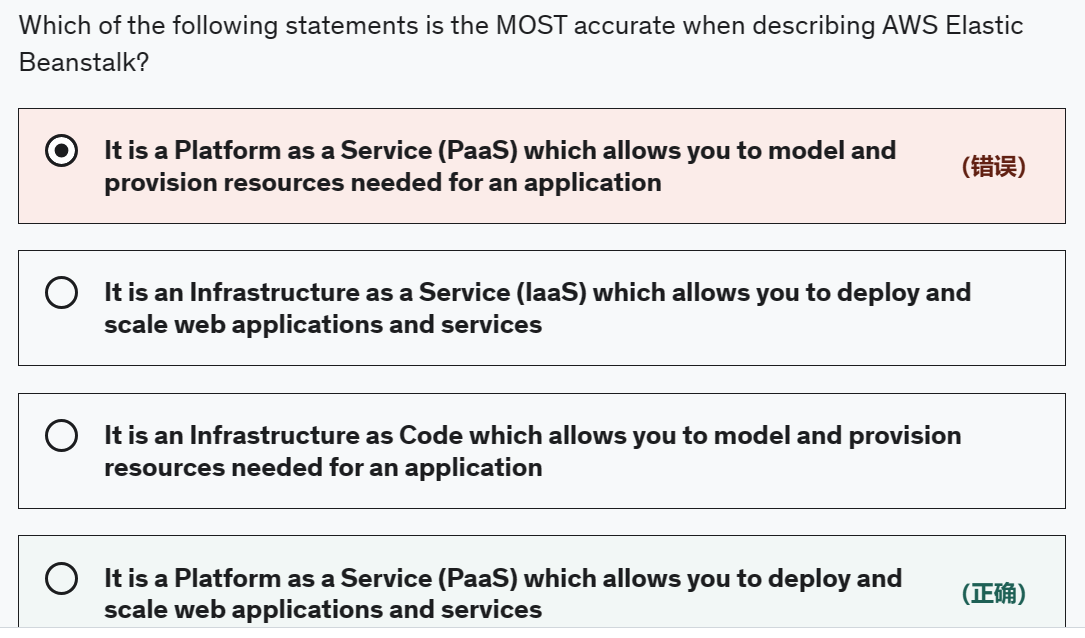 Which of the following statements is the MOST accurate when describing AWS Elastic
Beanstalk?
It is a Platform as a Service (PaaS) which allows you to model and
provision resources needed for an application
(错误)
It is an Infrastructure as a Service (IaaS) which allows you to deploy and
scale web applications and services
It is an Infrastructure as Code which allows you to model and provision
resources needed for an application
It is a Platform as a Service (PaaS) which allows you to deploy and
scale web applications and services
(正确)